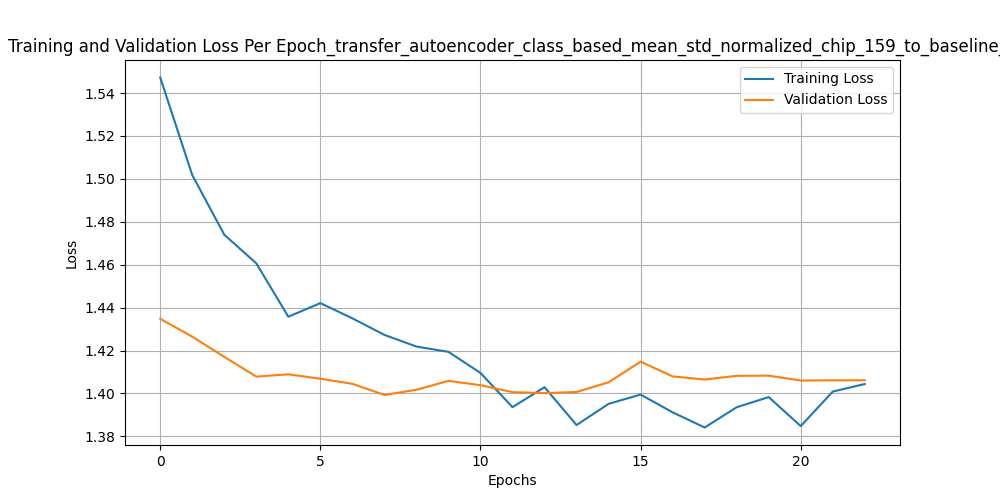 Training and Validation Loss Per Epoch_transfer_autoencoder_class_based_mean_std_normalized_chip_159_to_baseline_
Training Loss
Validation Loss
1.54
1.52
1.50
1.48
1.46
1.44
1.42
1.40
1.38
Loss
0 5 10 15 20
Epochs